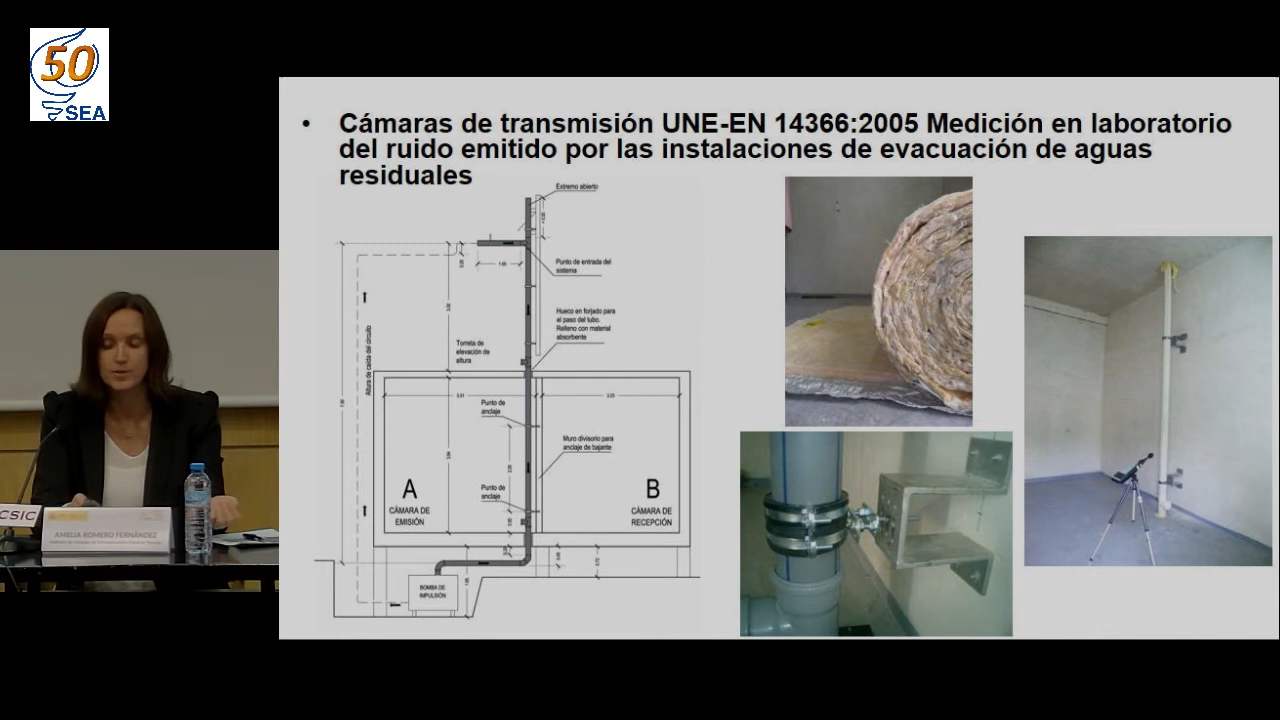 50
SEA
• Cámaras de transmisión UNE-EN 14366:2005 Medición en laboratorio
del ruido emitido por las instalaciones de evacuación de aguas
residuales
Extremo abierto
Punto de entrada del
sistema
Hueco en forjado para
el paso del tubo.
Relleno con material
absorbente
Torreta de
elevación de
altura
Altura de caída del circuito
Punto de
anclaje
Muro divisorio para
anclaje de bajante
Punto de
anclaje
A
CÁMARA DE
EMISIÓN
B
CÁMARA DE
RECEPCIÓN
BOMBA DE
IMPULSIÓN
CSIC
AMELIA ROMERO FERNÁNDEZ